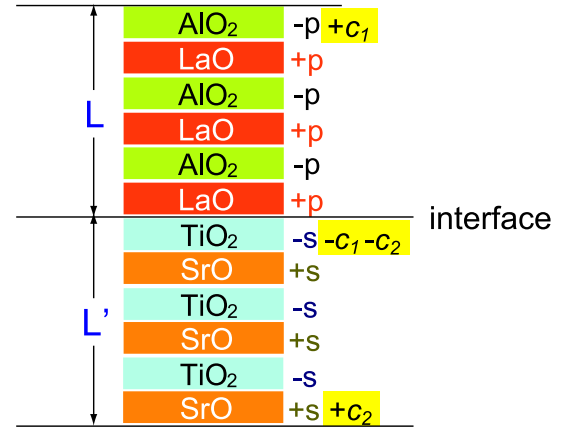 AlO₂ -p +c₁
LaO +p
AlO₂ -p
L
LaO +p
AlO₂ -p
LaO +p
interface
TiO₂ -s -c₁ -c₂
SrO +s
TiO₂ -s
L’
SrO +s
TiO₂ -s
SrO +s +c₂